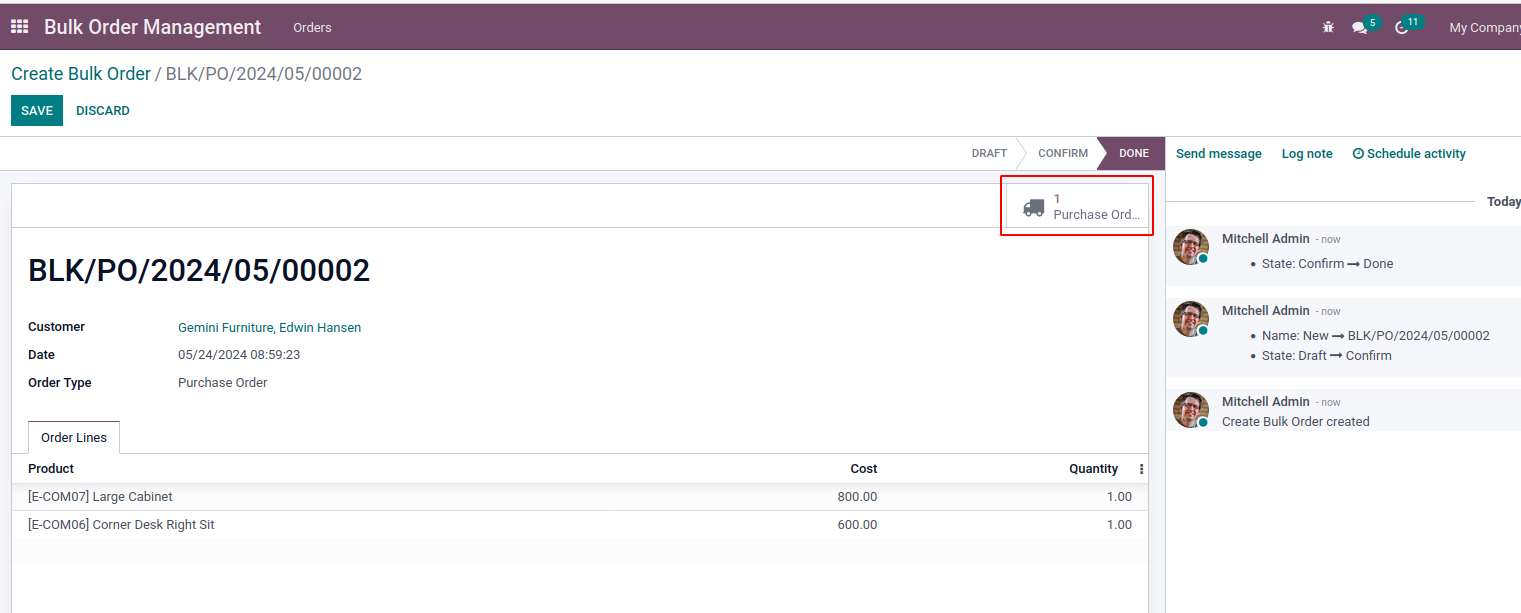 Bulk Order Management Orders 5 11 My Company
Create Bulk Order / BLK/PO/2024/05/00002
SAVE DISCARD
DRAFT CONFIRM DONE
1
Purchase Ord...
BLK/PO/2024/05/00002
Customer Gemini Furniture, Edwin Hansen
Date 05/24/2024 08:59:23
Order Type Purchase Order
Order Lines
Product Cost Quantity
[E-COM07] Large Cabinet 800.00 1.00
[E-COM06] Corner Desk Right Sit 600.00 1.00
Send message Log note Schedule activity
Today
Mitchell Admin - now
• State: Confirm → Done
Mitchell Admin - now
• Name: New → BLK/PO/2024/05/00002
• State: Draft → Confirm
Mitchell Admin - now
Create Bulk Order created